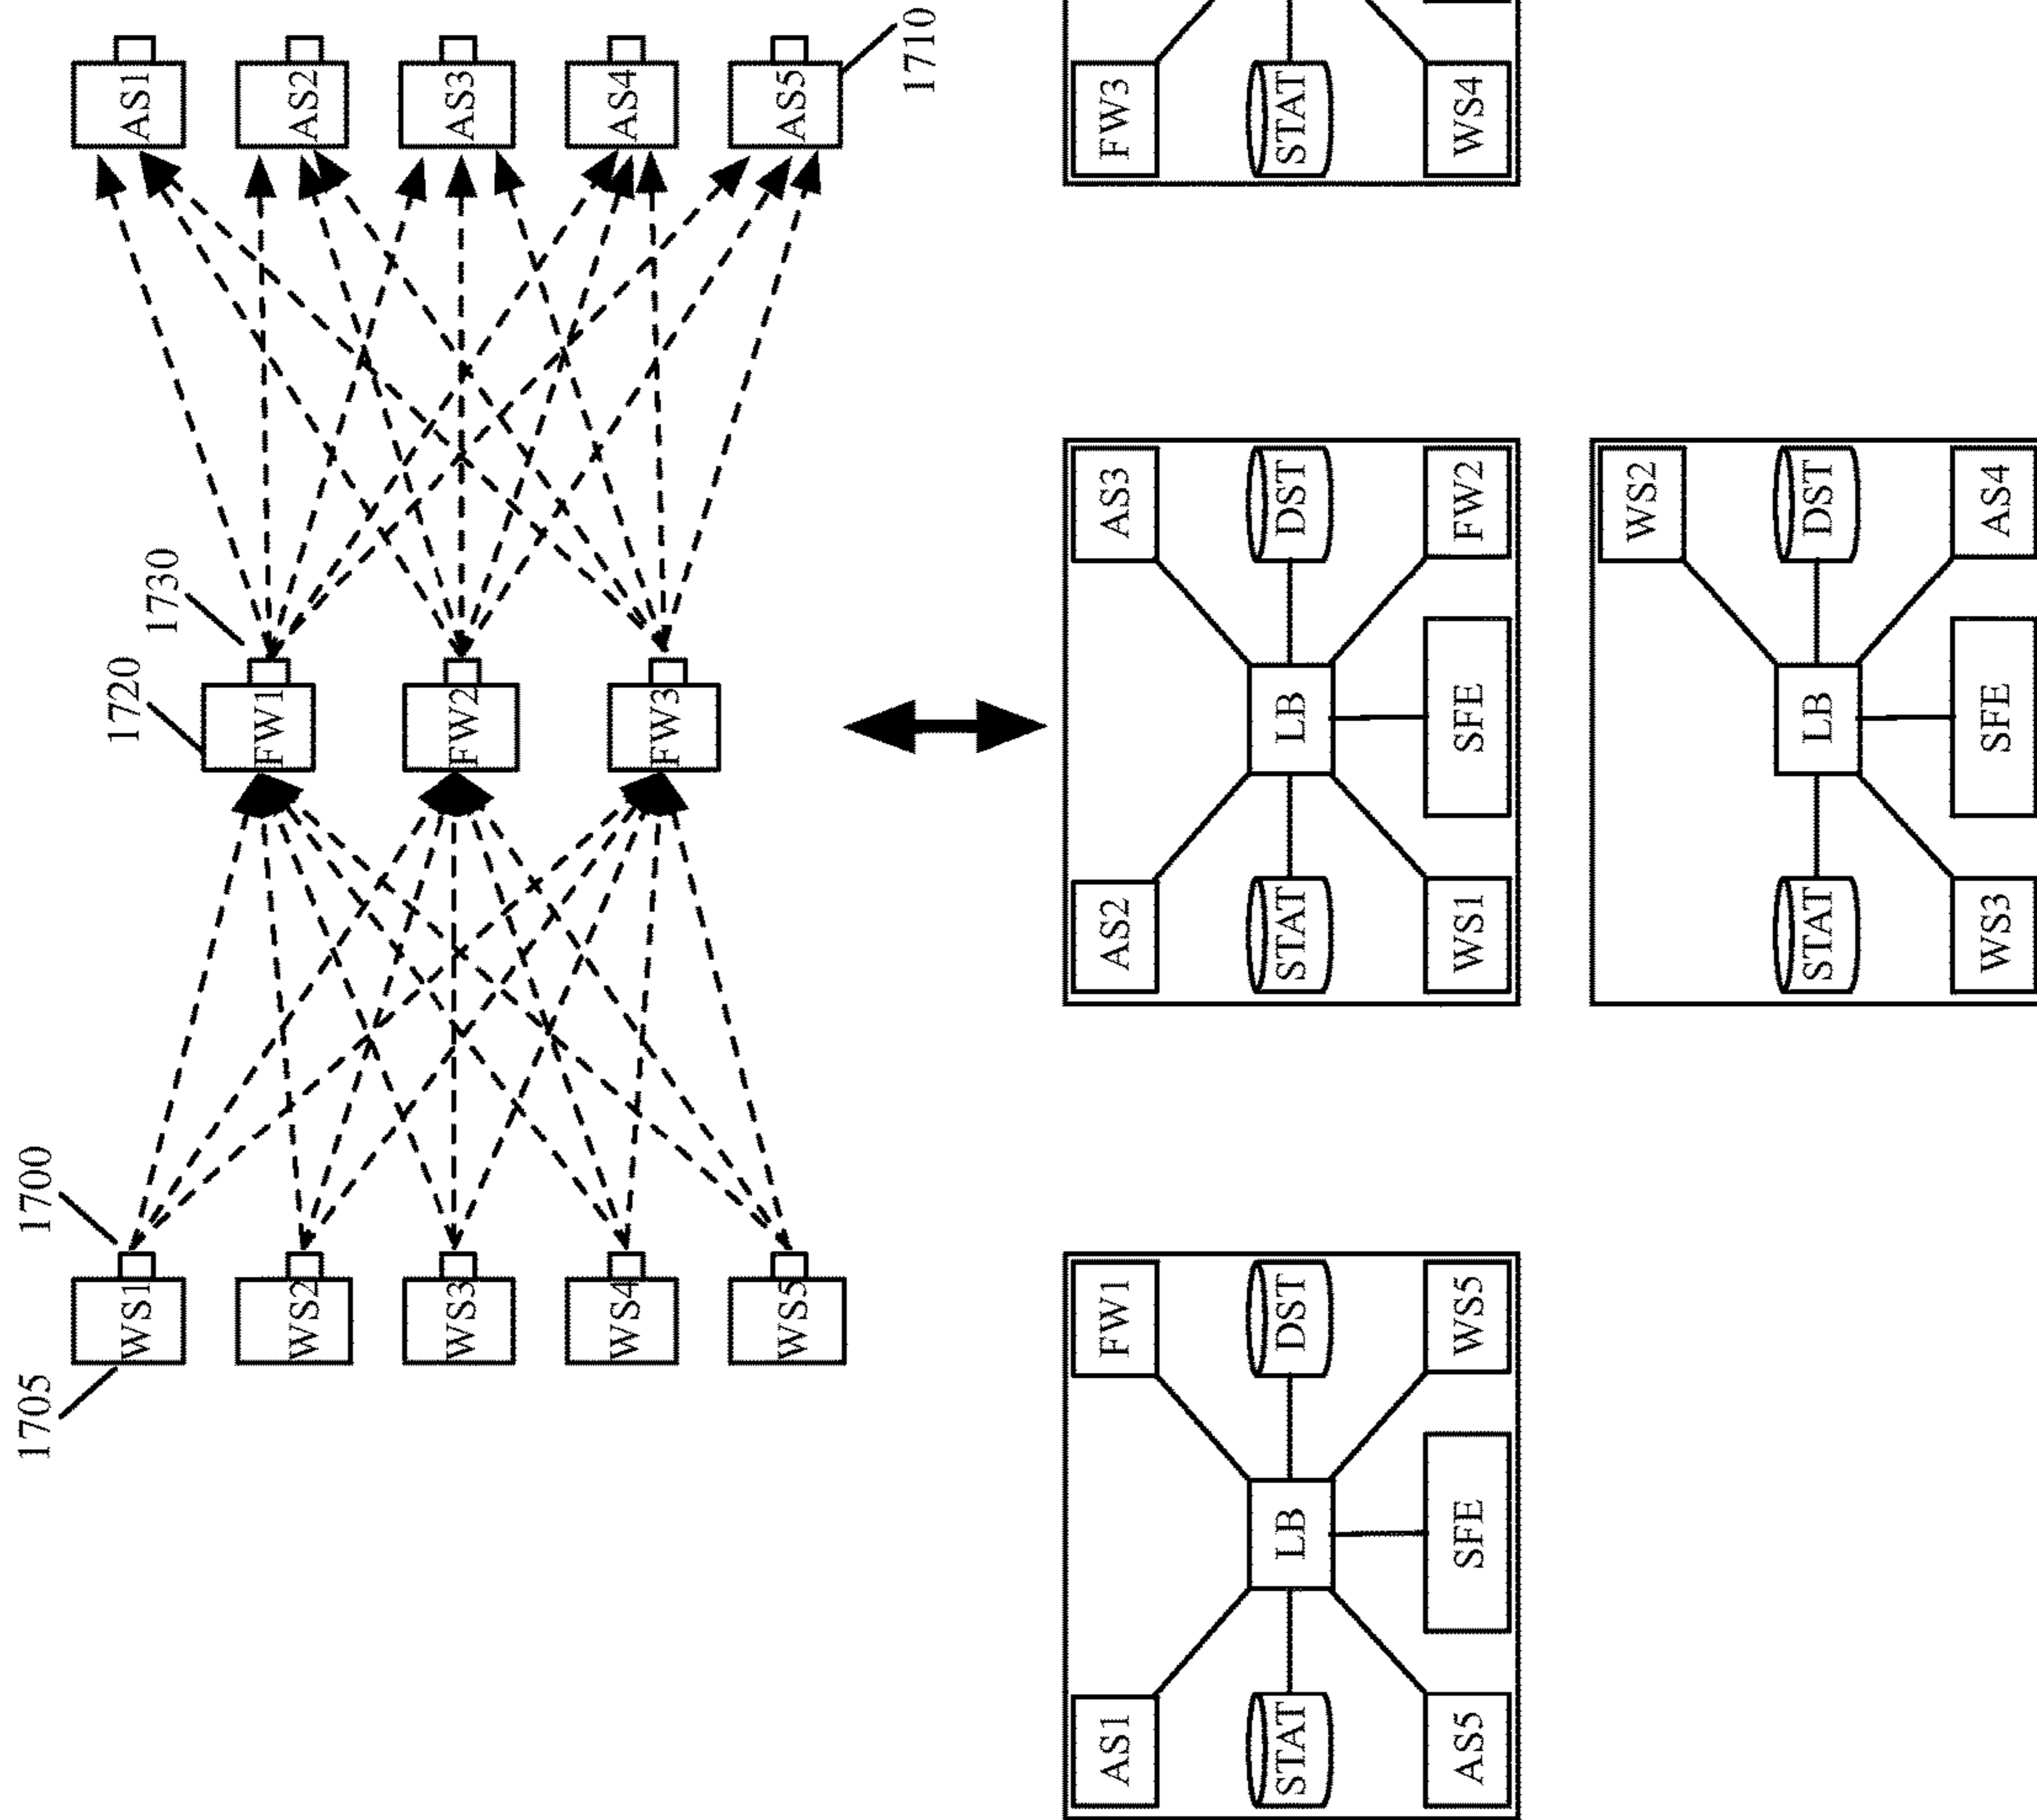 1705
1700
1720
1730
1710
WS1
WS2
WS3
WS4
WS5
FW1
FW2
FW3
AS1
AS2
AS3
AS4
AS5
AS1
FW1
STAT
LB
DST
AS5
SFE
WS5
AS2
AS3
STAT
LB
DST
WS1
SFE
FW2
FW3
STAT
WS4
WS2
STAT
LB
DST
WS3
SFE
AS4